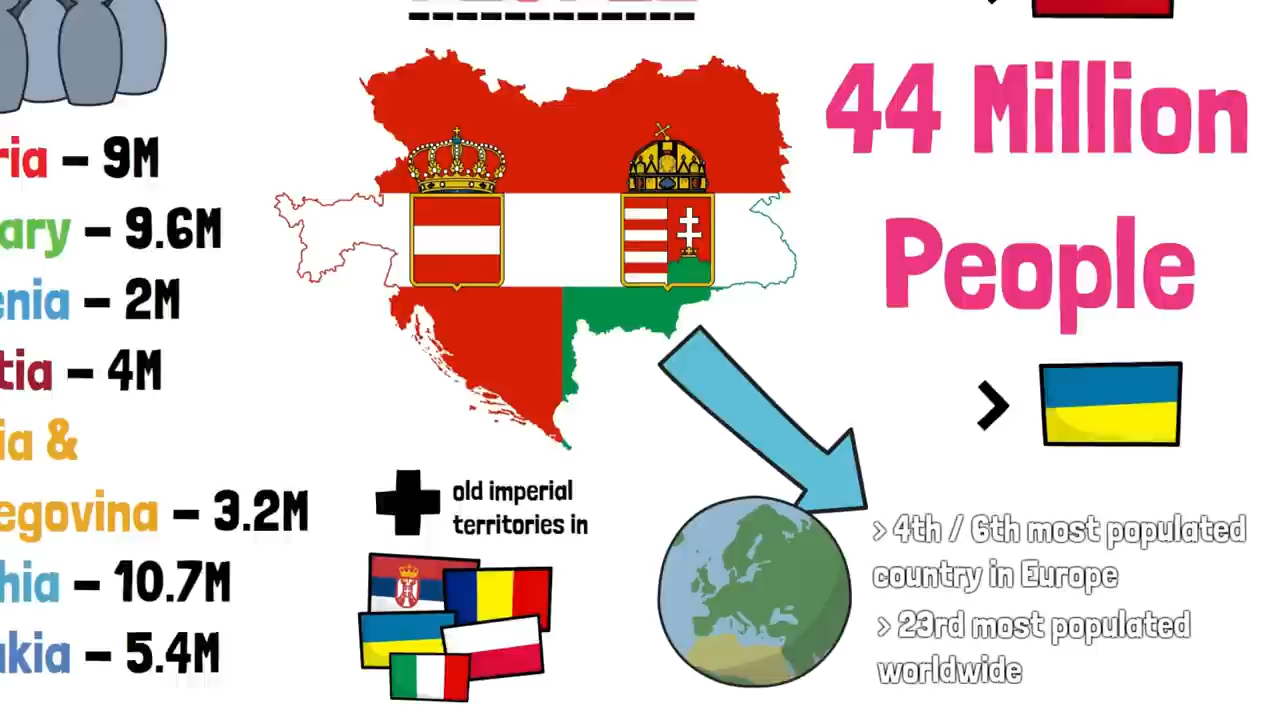 ria – 9M
ary – 9.6M
enia – 2M
tia – 4M
ia &
egovina – 3.2M
hia – 10.7M
akia – 5.4M
old imperial
territories in
44 Million
People
>
> 4th / 6th most populated
country in Europe
> 23rd most populated
worldwide